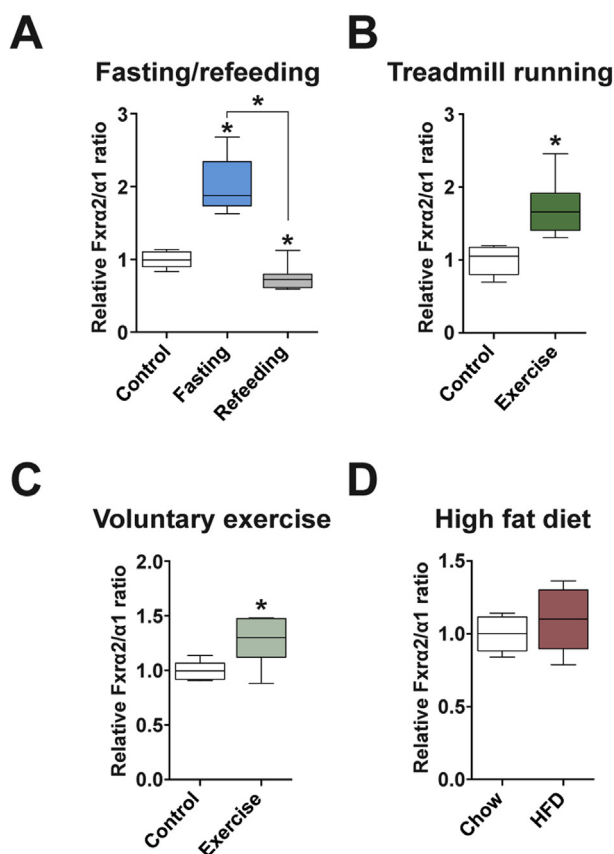 A
Fasting/refeeding
Relative Fxrα2/α1 ratio
3
2
1
0
*
*
*
Control
Fasting
Refeeding
B
Treadmill running
Relative Fxrα2/α1 ratio
3
2
1
0
*
Control
Exercise
C
Voluntary exercise
Relative Fxrα2/α1 ratio
2.0
1.5
1.0
0.5
0.0
*
Control
Exercise
D
High fat diet
Relative Fxrα2/α1 ratio
1.5
1.0
0.5
0.0
Chow
HFD